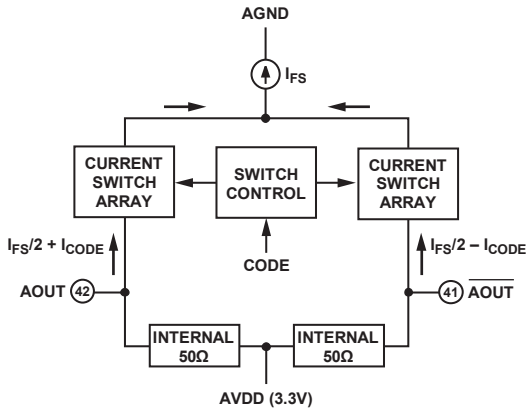 AGND
I_FS
CURRENT
SWITCH
ARRAY
SWITCH
CONTROL
CURRENT
SWITCH
ARRAY
I_FS/2 + I_CODE
CODE
I_FS/2 – I_CODE
AOUT 42
41 A̅O̅U̅T̅
INTERNAL
50Ω
INTERNAL
50Ω
AVDD (3.3V)